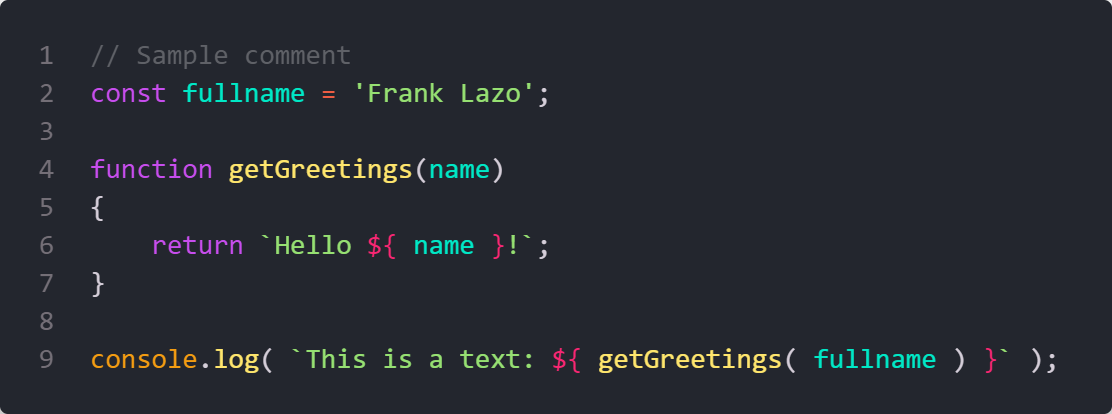 1 // Sample comment
2 const fullname = 'Frank Lazo';
3
4 function getGreetings(name)
5 {
6     return `Hello ${ name }!`;
7 }
8
9 console.log( `This is a text: ${ getGreetings( fullname ) }` );